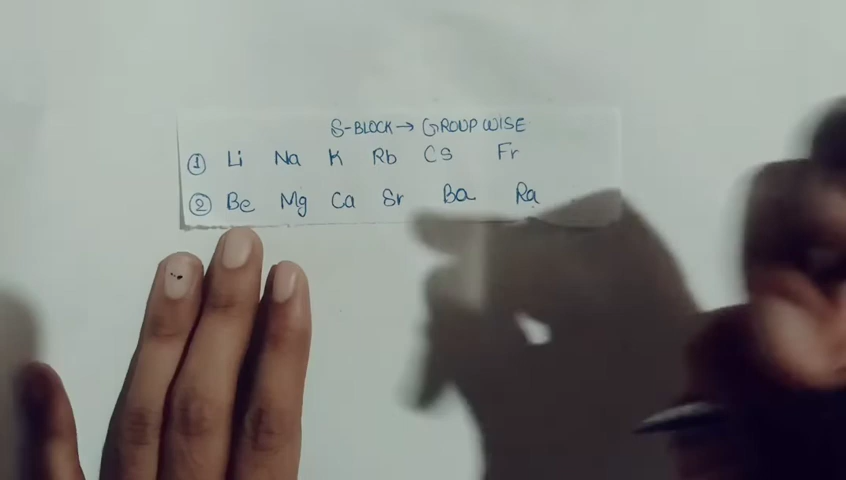 S-BLOCK → GROUP WISE
① Li Na K Rb Cs Fr
② Be Mg Ca Sr Ba Ra